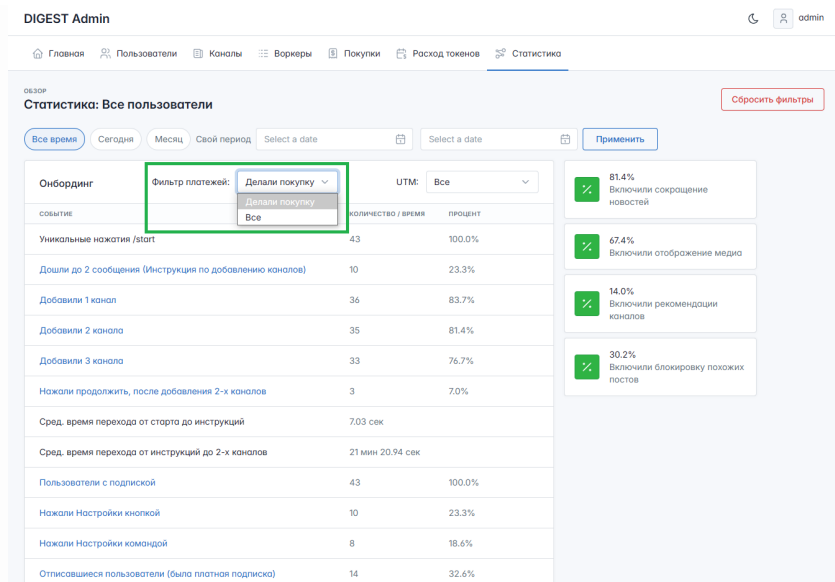 DIGEST Admin
admin
Главная Пользователи Каналы Воркеры Покупки Расход токенов Статистика
ОБЗОР
Статистика: Все пользователи
Сбросить фильтры
Все время Сегодня Месяц Свой период Select a date Select a date Применить
Онбординг Фильтр платежей: Делали покупку UTM: Все
Делали покупку
Все
СОБЫТИЕ КОЛИЧЕСТВО / ВРЕМЯ ПРОЦЕНТ
Уникальные нажатия /start 43 100.0%
Дошли до 2 сообщения (Инструкция по добавлению каналов) 10 23.3%
Добавили 1 канал 36 83.7%
Добавили 2 канала 35 81.4%
Добавили 3 канала 33 76.7%
Нажали продолжить, после добавления 2-х каналов 3 7.0%
Сред. время перехода от старта до инструкций 7.03 сек
Сред. время перехода от инструкций до 2-х каналов 21 мин 20.94 сек
Пользователи с подпиской 43 100.0%
Нажали Настройки кнопкой 10 23.3%
Нажали Настройки командой 8 18.6%
Отписавшиеся пользователи (была платная подписка) 14 32.6%
81.4%
Включили сокращение
новостей
67.4%
Включили отображение медиа
14.0%
Включили рекомендации
каналов
30.2%
Включили блокировку похожих
постов